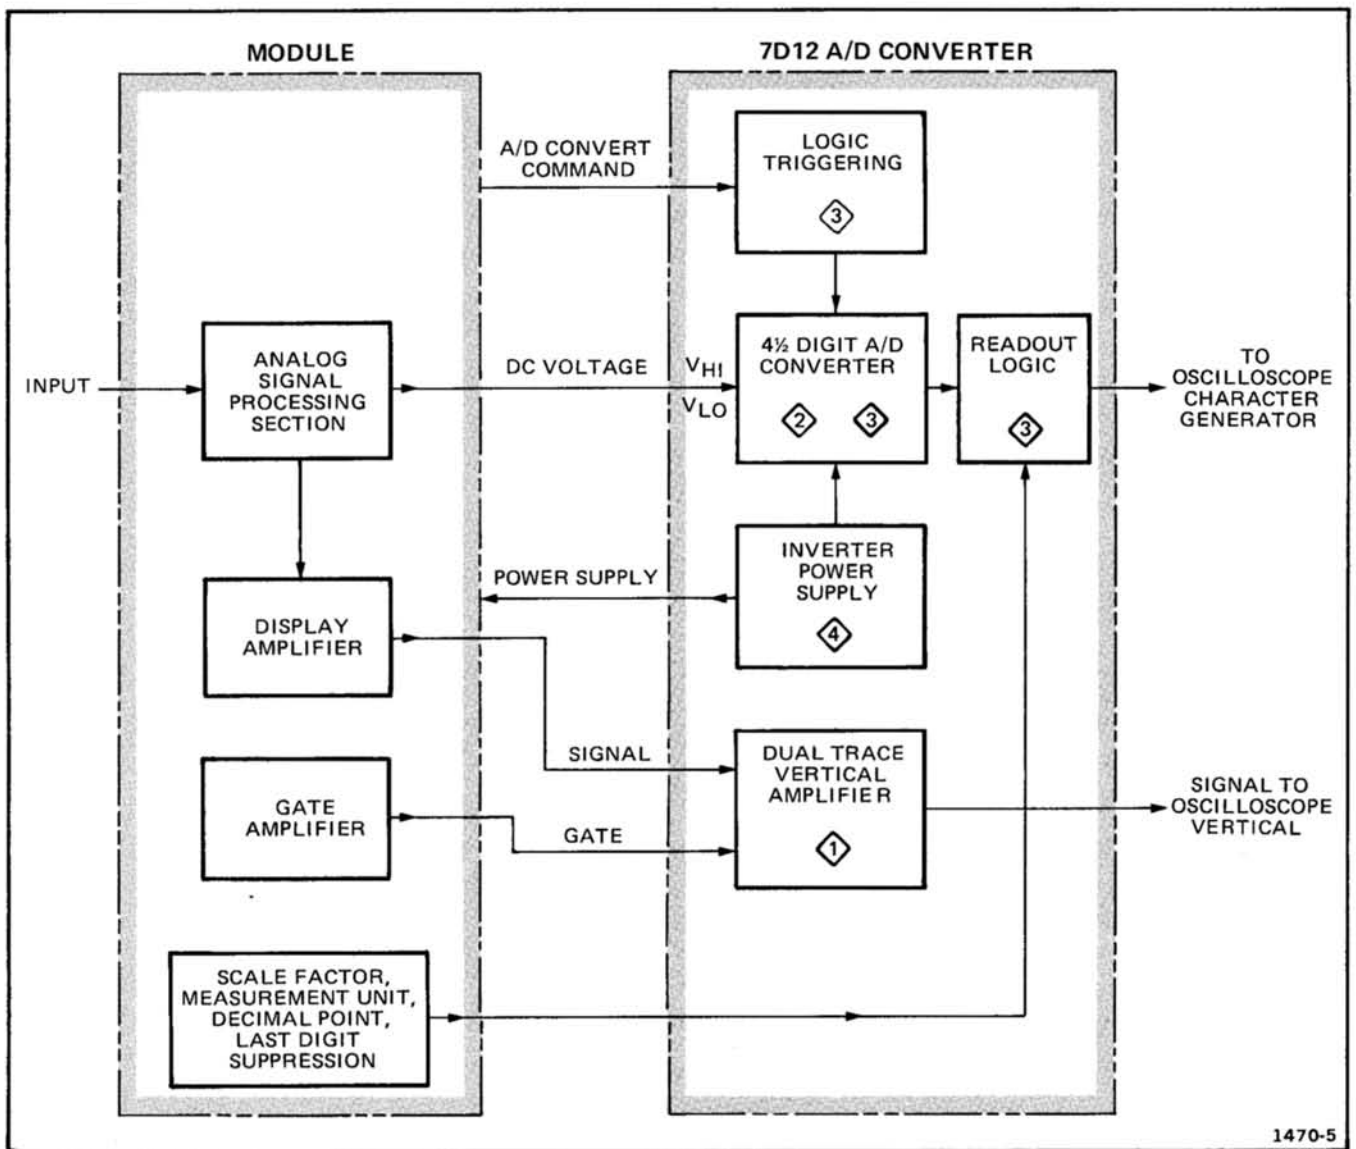 MODULE
7D12 A/D CONVERTER
A/D CONVERT
COMMAND
LOGIC
TRIGGERING
3
INPUT
ANALOG
SIGNAL
PROCESSING
SECTION
DC VOLTAGE
VHI
VLO
4½ DIGIT A/D
CONVERTER
2 3
READOUT
LOGIC
3
TO
OSCILLOSCOPE
CHARACTER
GENERATOR
POWER SUPPLY
INVERTER
POWER
SUPPLY
4
DISPLAY
AMPLIFIER
SIGNAL
DUAL TRACE
VERTICAL
AMPLIFIER
1
SIGNAL TO
OSCILLOSCOPE
VERTICAL
GATE
AMPLIFIER
GATE
SCALE FACTOR,
MEASUREMENT UNIT,
DECIMAL POINT,
LAST DIGIT
SUPPRESSION
1470-5